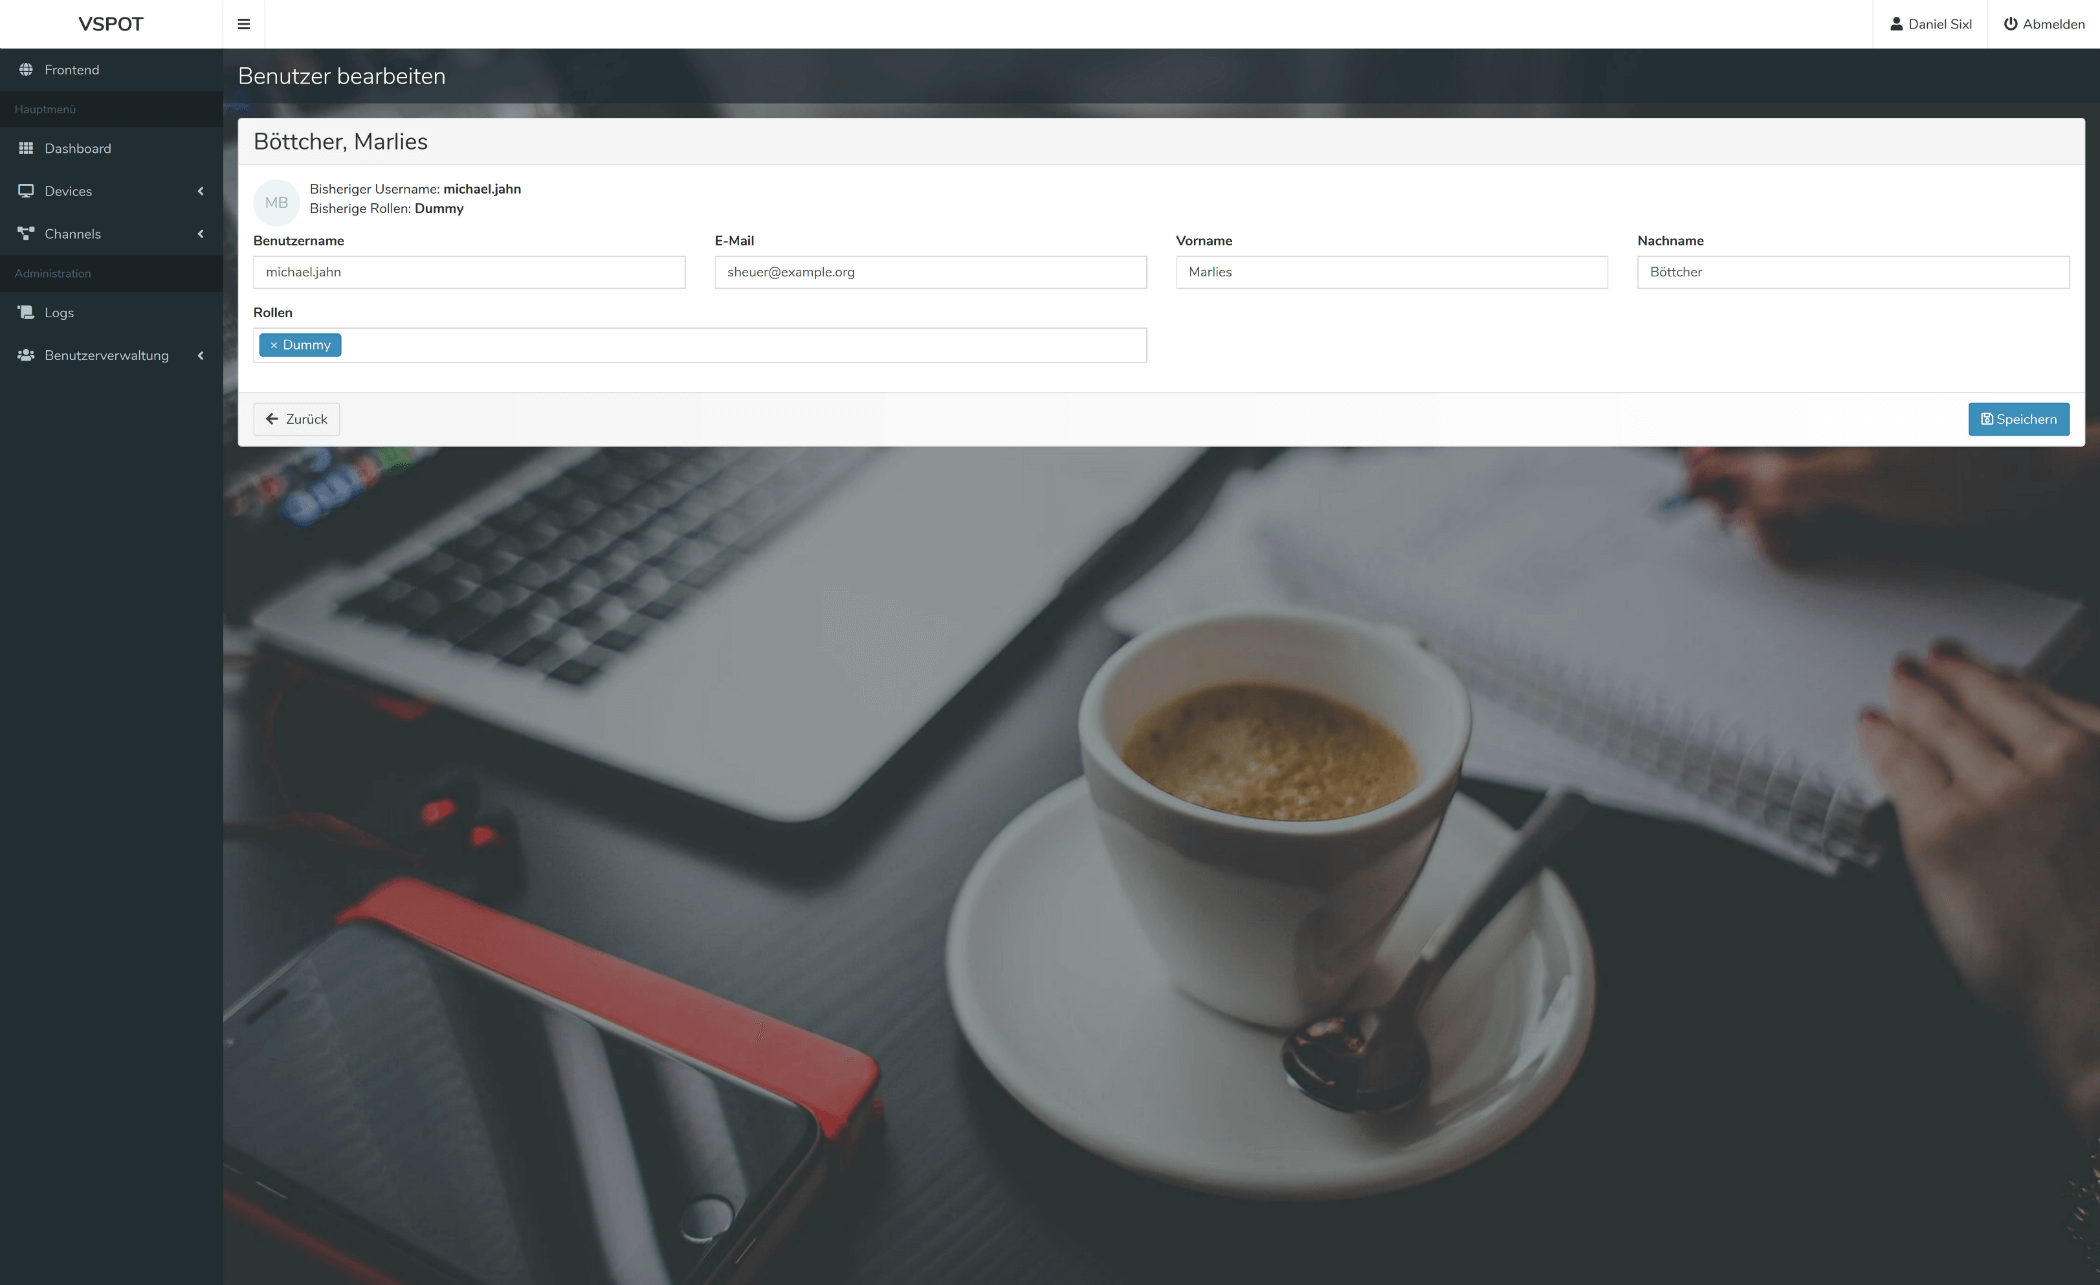 VSPOT
Daniel Sixl
Abmelden
Frontend
Hauptmenü
Dashboard
Devices
Channels
Administration
Logs
Benutzerverwaltung
Benutzer bearbeiten
Böttcher, Marlies
MB
Bisheriger Username: michael.jahn
Bisherige Rollen: Dummy
Benutzername
michael.jahn
E-Mail
sheuer@example.org
Vorname
Marlies
Nachname
Böttcher
Rollen
× Dummy
Zurück
Speichern